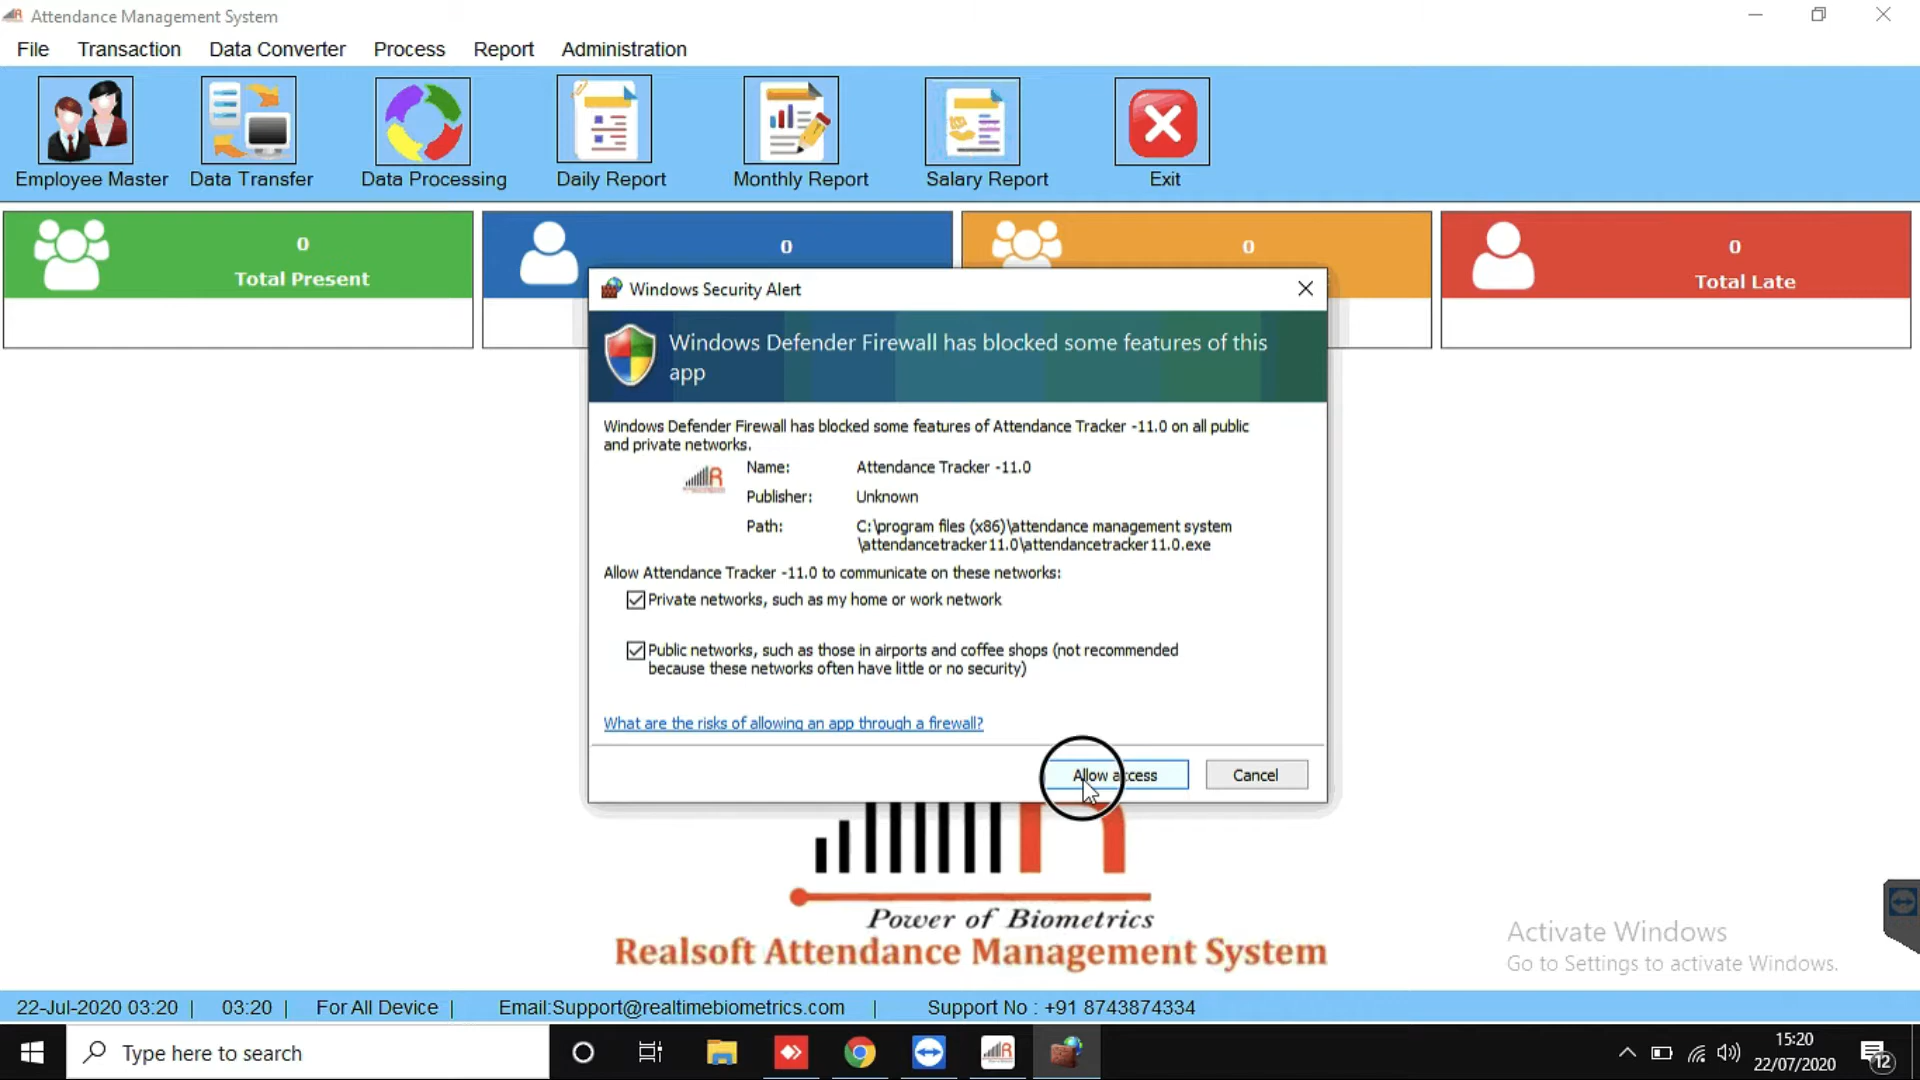 Attendance Management System
File Transaction Data Converter Process Report Administration
Employee Master Data Transfer Data Processing Daily Report Monthly Report Salary Report Exit
0
Total Present
0
0
0
Total Late
Windows Security Alert
Windows Defender Firewall has blocked some features of this
app
Windows Defender Firewall has blocked some features of Attendance Tracker -11.0 on all public
and private networks.
R
Name: Attendance Tracker -11.0
Publisher: Unknown
Path: C:\program files (x86)\attendance management system
\attendancetracker11.0\attendancetracker11.0.exe
Allow Attendance Tracker -11.0 to communicate on these networks:
Private networks, such as my home or work network
Public networks, such as those in airports and coffee shops (not recommended
because these networks often have little or no security)
What are the risks of allowing an app through a firewall?
Allow access Cancel
Power of Biometrics
Realsoft Attendance Management System
Activate Windows
Go to Settings to activate Windows.
22-Jul-2020 03:20 | 03:20 | For All Device | Email:Support@realtimebiometrics.com | Support No : +91 8743874334
Type here to search
R
15:20
22/07/2020
12